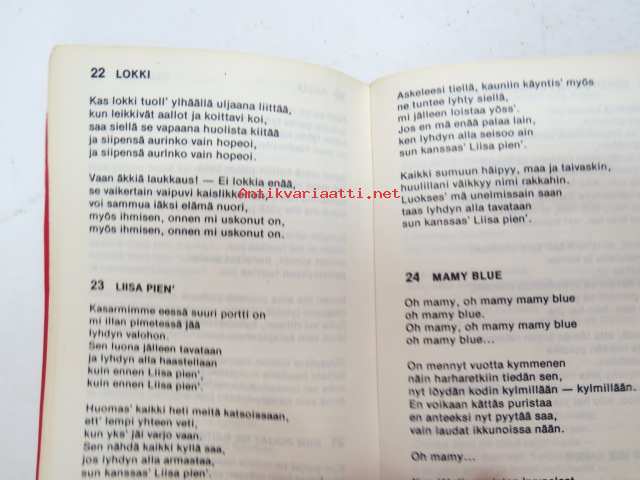 22 LOKKI
Kas lokki tuoll' ylhäällä uljaana liittää,
kun leikkivät aallot ja koittavi koi,
saa siellä se vapaana huolista kiitää
ja siipensä aurinko vain hopeoi,
ja siipensä aurinko vain hopeoi.
Vaan äkkiä laukkaus! — Ei lokkia enää,
se vaikertain vaipuvi kaislikkehen,
voi sammua iäksi elämä nuori,
myös ihmisen, onnen mi uskonut on,
myös ihmisen, onnen mi uskonut on.
23 LIISA PIEN'
Kasarmimme eessä suuri portti on
mi illan pimetessä jää
lyhdyn valohon.
Sen luona jälleen tavataan
ja lyhdyn alla haastellaan
kuin ennen Liisa pien',
kuin ennen Liisa pien'.
Huomas' kaikki heti meitä katsoissaan,
ett' lempi yhteen veti,
kun yks' jäi varjo vaan.
Sen nähdä kaikki kyllä saa,
jos lyhdyn alla armastaa,
sun kanssas' Liisa pien',
Askeleesi tiellä, kauniin käyntis' myös
ne tuntee lyhty siellä,
mi jälleen loistaa yöss'.
Jos en mä enää palaa lain,
ken lyhdyn alla seisoo ain
sun kanssas' Liisa pien'.
Kaikki sumuun häipyy, maa ja taivaskin,
huulillani väikkyy nimi rakkahin.
Luokses' mä unelmissain saan
taas lyhdyn alla tavataan
sun kanssas' Liisa pien'.
24 MAMY BLUE
Oh mamy, oh mamy mamy blue
oh mamy blue.
Oh mamy, oh mamy mamy blue
oh mamy blue...
On mennyt vuotta kymmenen
näin harharetkin tiedän sen,
nyt löydän kodin kylmillään — kylmillään.
En voikaan kättäs puristaa
en anteeksi nyt pyytää saa,
vain laudat ikkunoissa nään.
Oh mamy...
Antikvariaatti.net